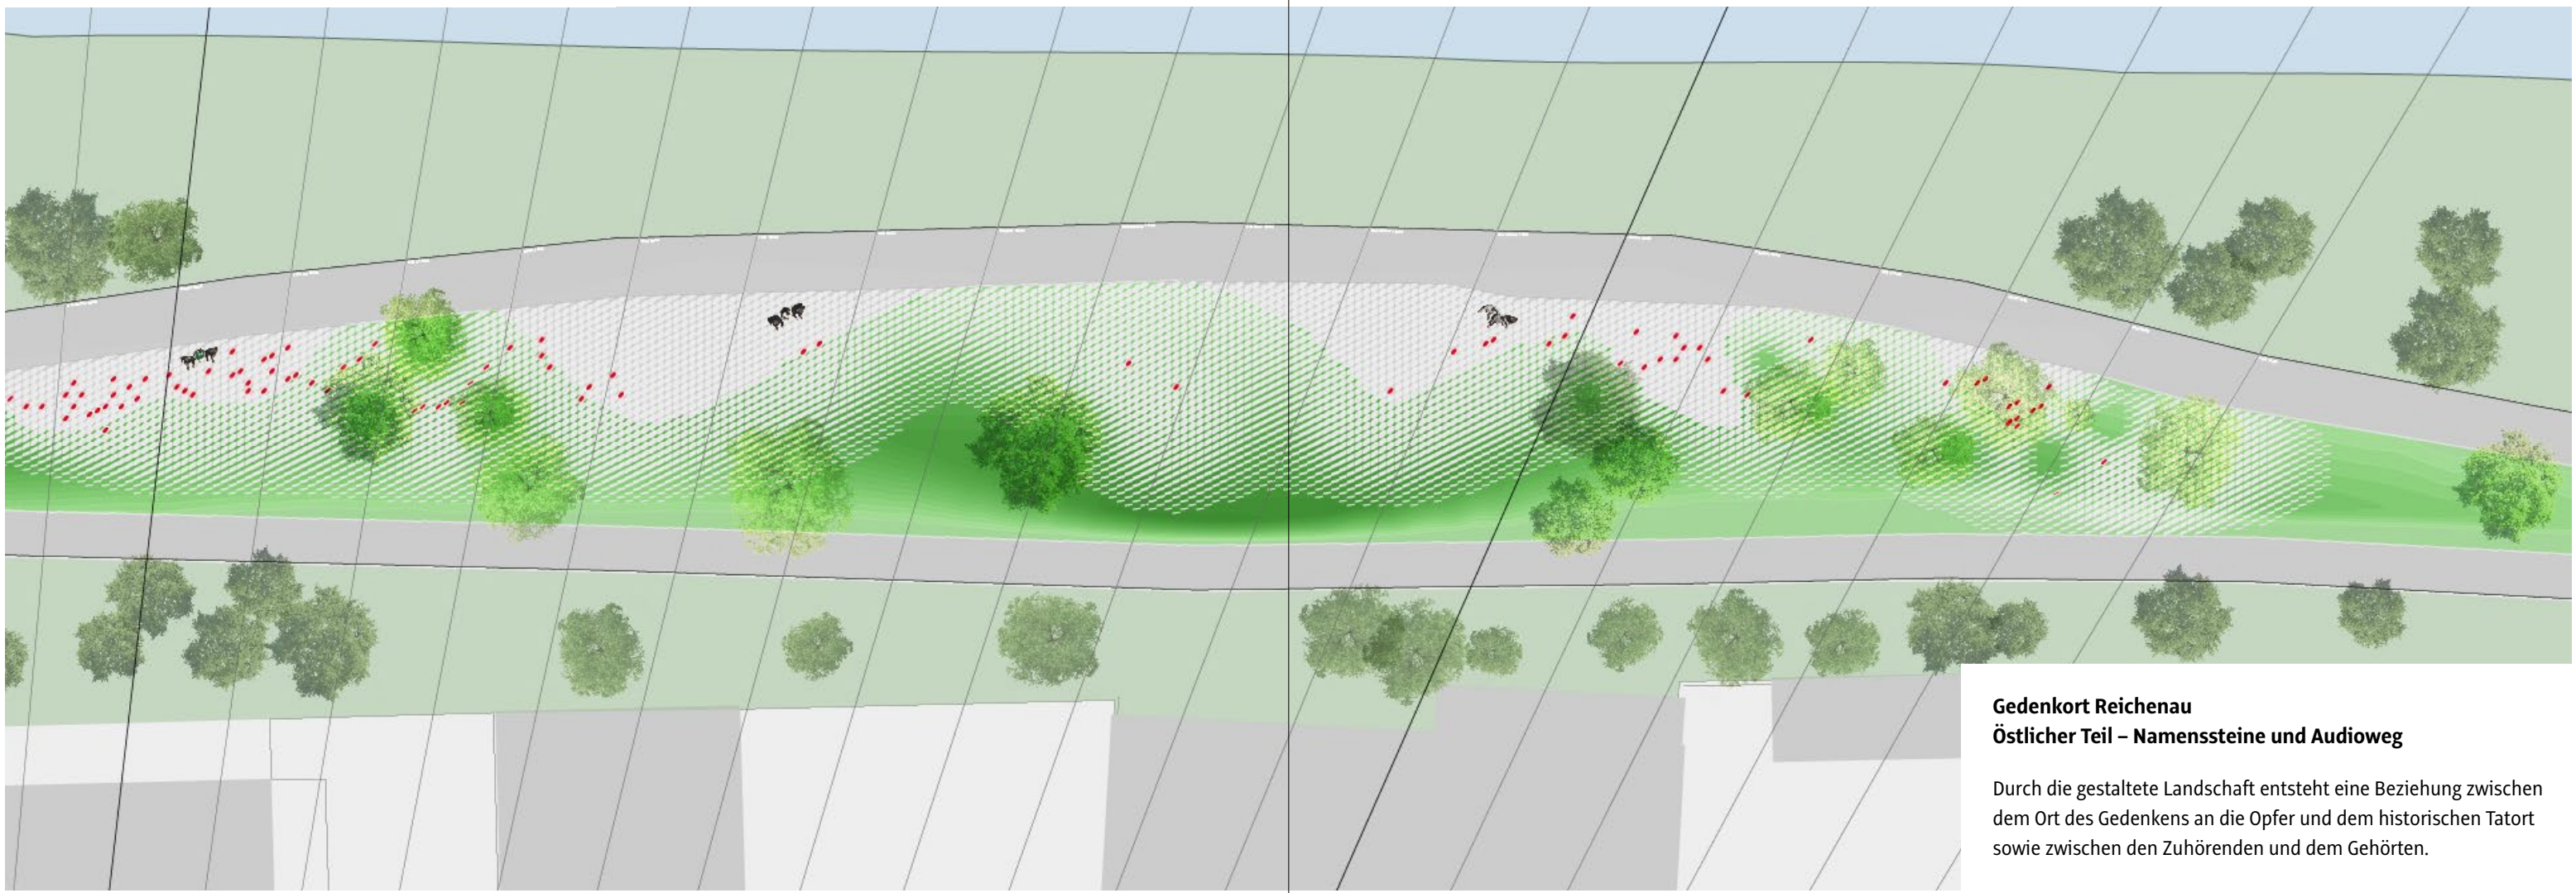 Gedenkort Reichenau
Östlicher Teil – Namenssteine und Audioweg
Durch die gestaltete Landschaft entsteht eine Beziehung zwischen
dem Ort des Gedenkens an die Opfer und dem historischen Tatort
sowie zwischen den Zuhörenden und dem Gehörten.